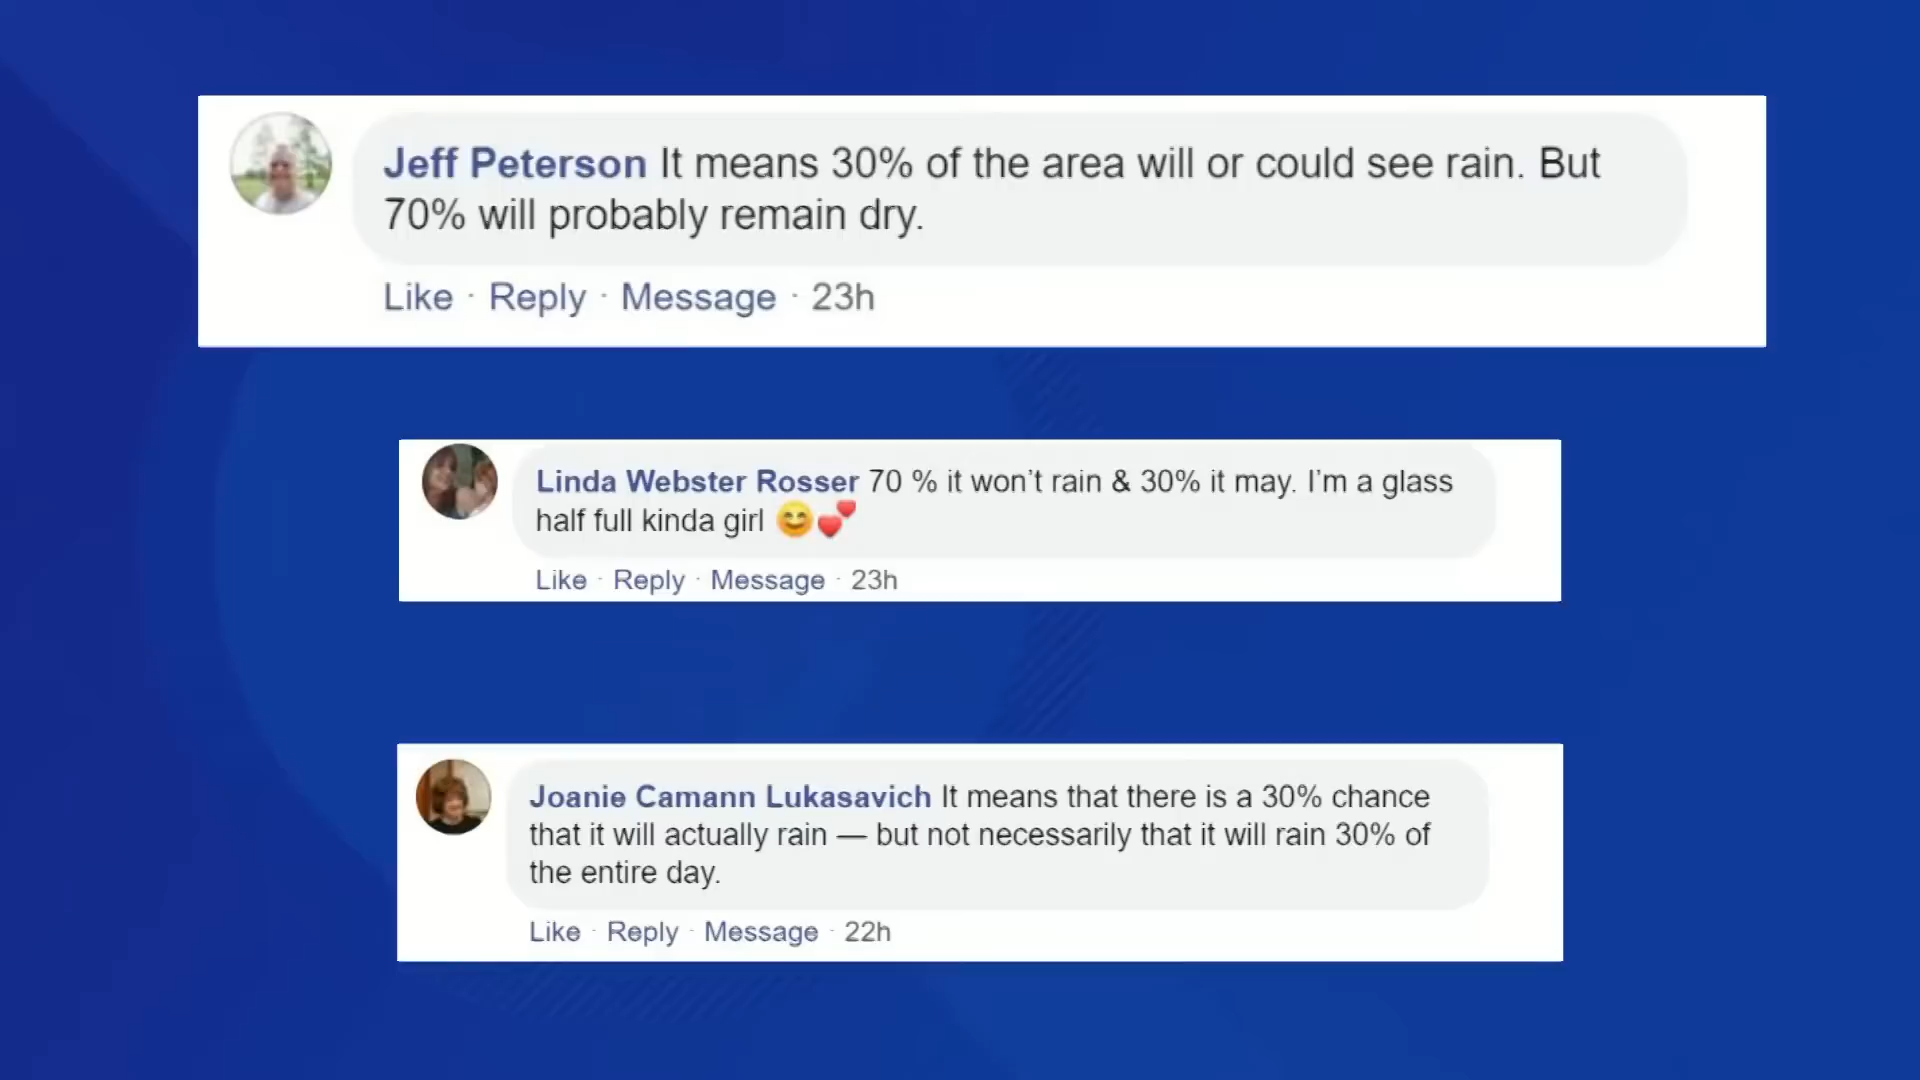 Jeff Peterson It means 30% of the area will or could see rain. But
70% will probably remain dry.
Like · Reply · Message · 23h
Linda Webster Rosser 70 % it won’t rain & 30% it may. I’m a glass
half full kinda girl 😊💕
Like · Reply · Message · 23h
Joanie Camann Lukasavich It means that there is a 30% chance
that it will actually rain — but not necessarily that it will rain 30% of
the entire day.
Like · Reply · Message · 22h